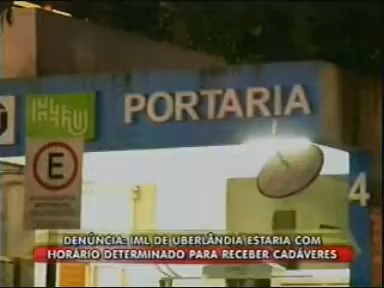 PORTARIA
E
4
DENÚNCIA: IML DE UBERLÂNDIA ESTARIA COM
HORÁRIO DETERMINADO PARA RECEBER CADÁVERES